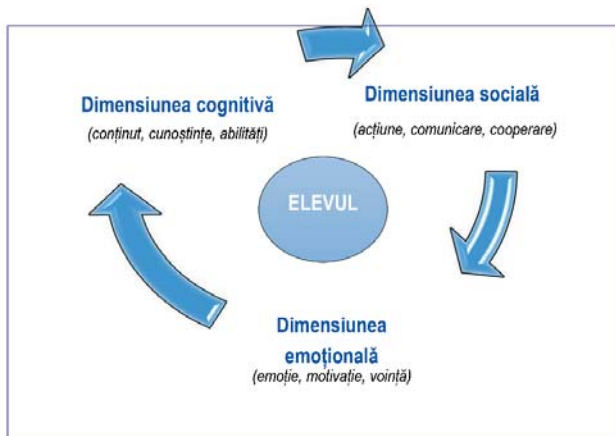 Dimensiunea cognitivă
(conținut, cunoștințe, abilități)
Dimensiunea socială
(acțiune, comunicare, cooperare)
ELEVUL
Dimensiunea
emoțională
(emoție, motivație, voință)